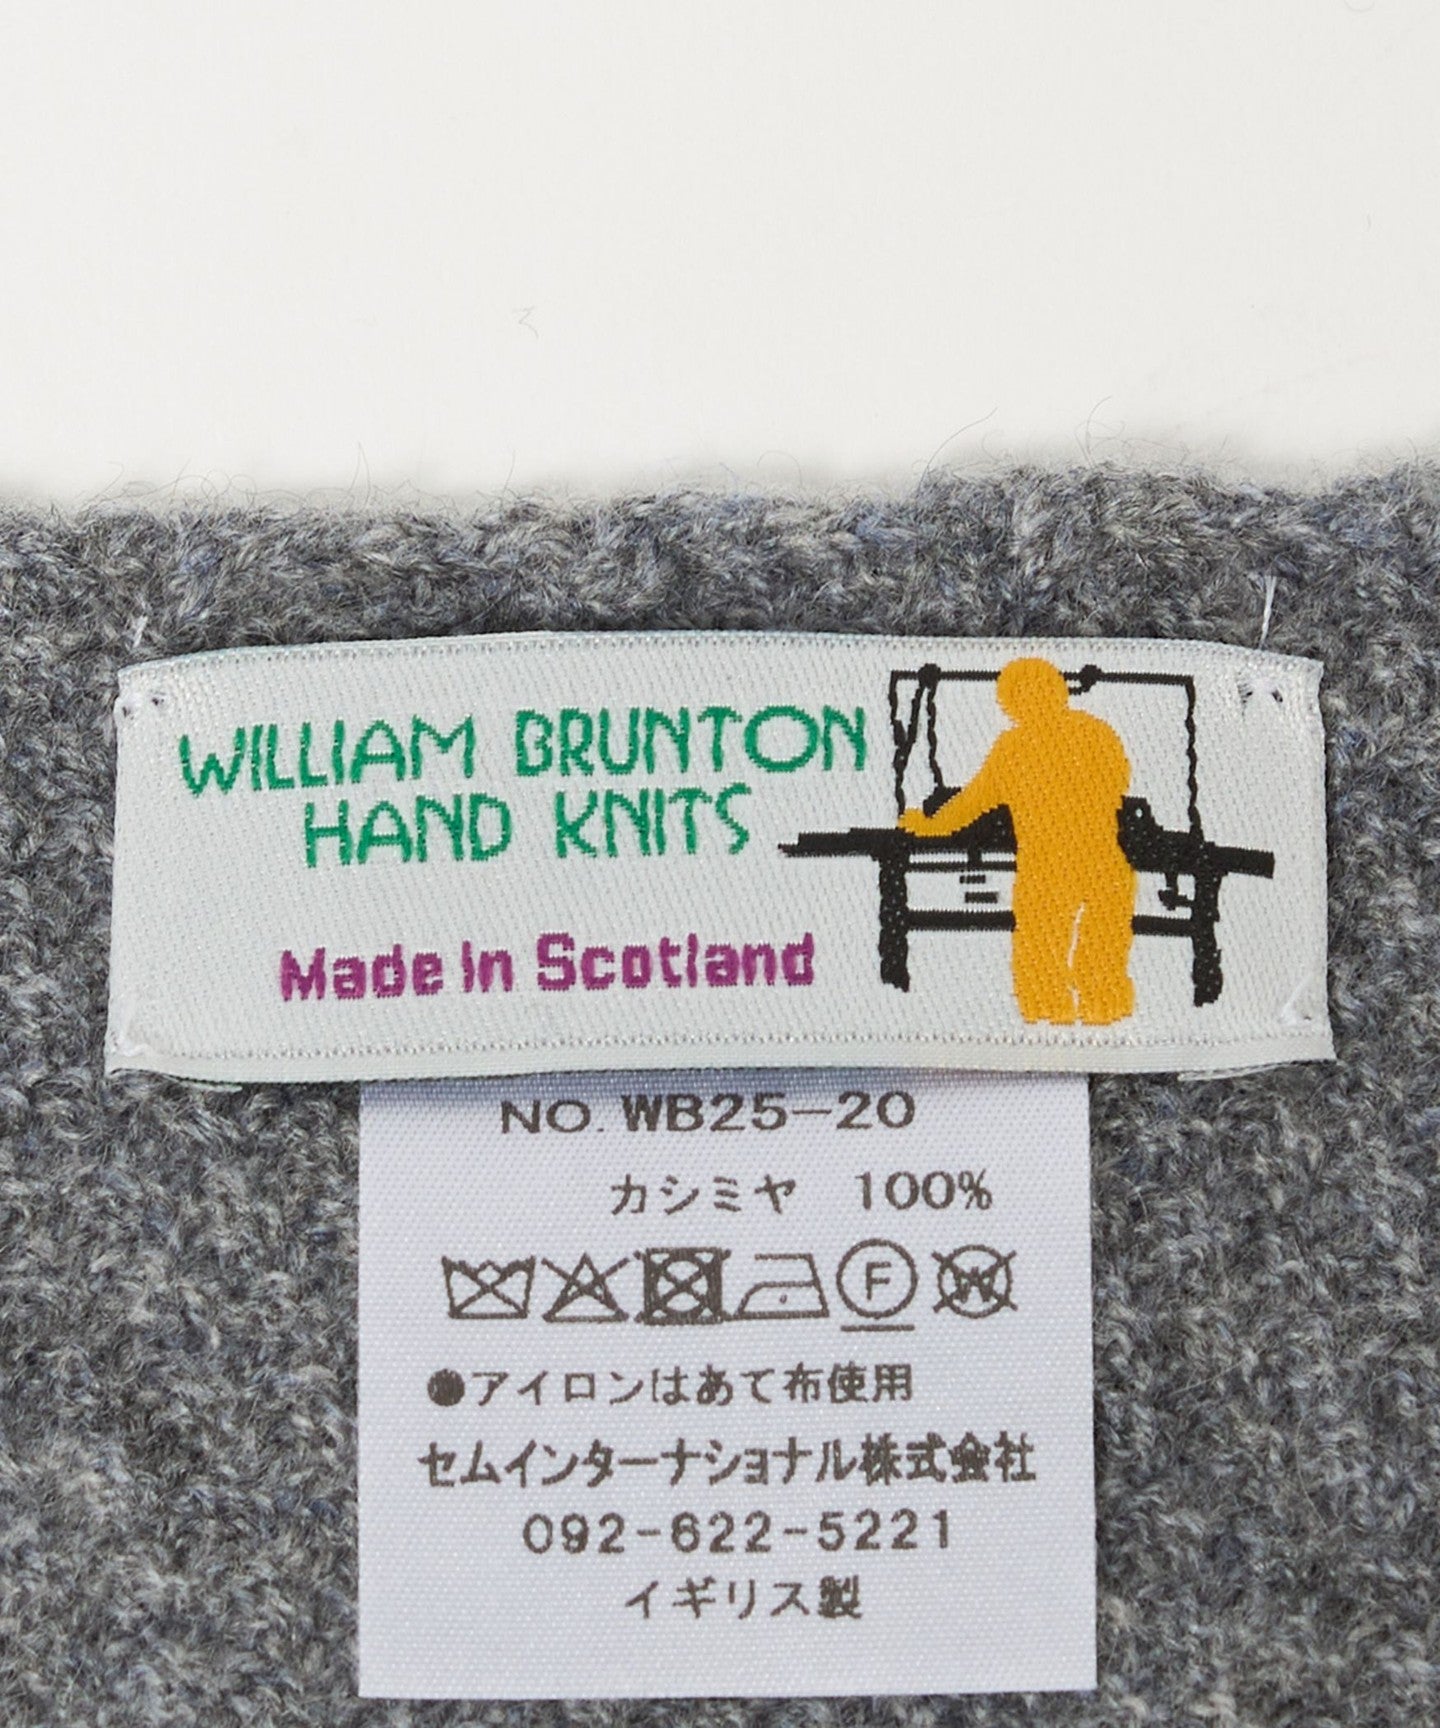 WILLIAM BRUNTON
HAND KNITS
Made In Scotland
NO. WB25-20
カシミヤ 100%
F W
●アイロンはあて布使用
セムインターナショナル株式会社
092-622-5221
イギリス製